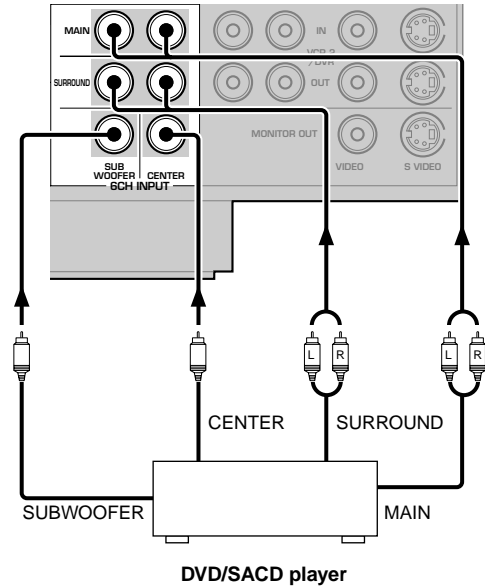 MAIN
IN
VCR 2
/DVR
SURROUND
OUT
MONITOR OUT
VIDEO
S VIDEO
SUB
WOOFER CENTER
6CH INPUT
L R
L R
CENTER
SURROUND
SUBWOOFER
MAIN
DVD/SACD player